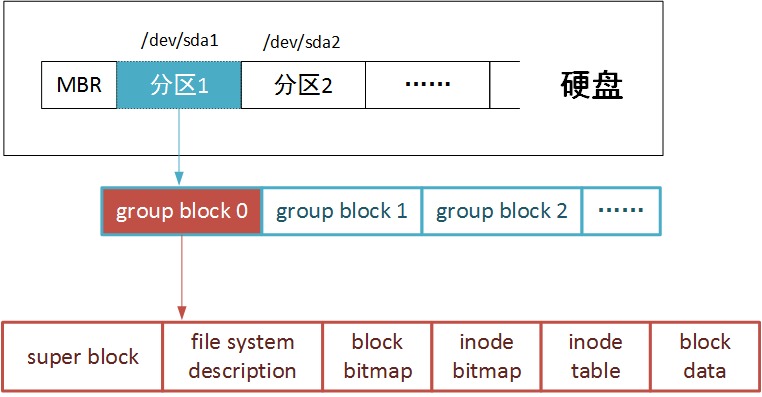 /dev/sda1
/dev/sda2
MBR
分区1
分区2
……
硬盘
group block 0
group block 1
group block 2
……
super block
file system
description
block
bitmap
inode
bitmap
inode
table
block
data